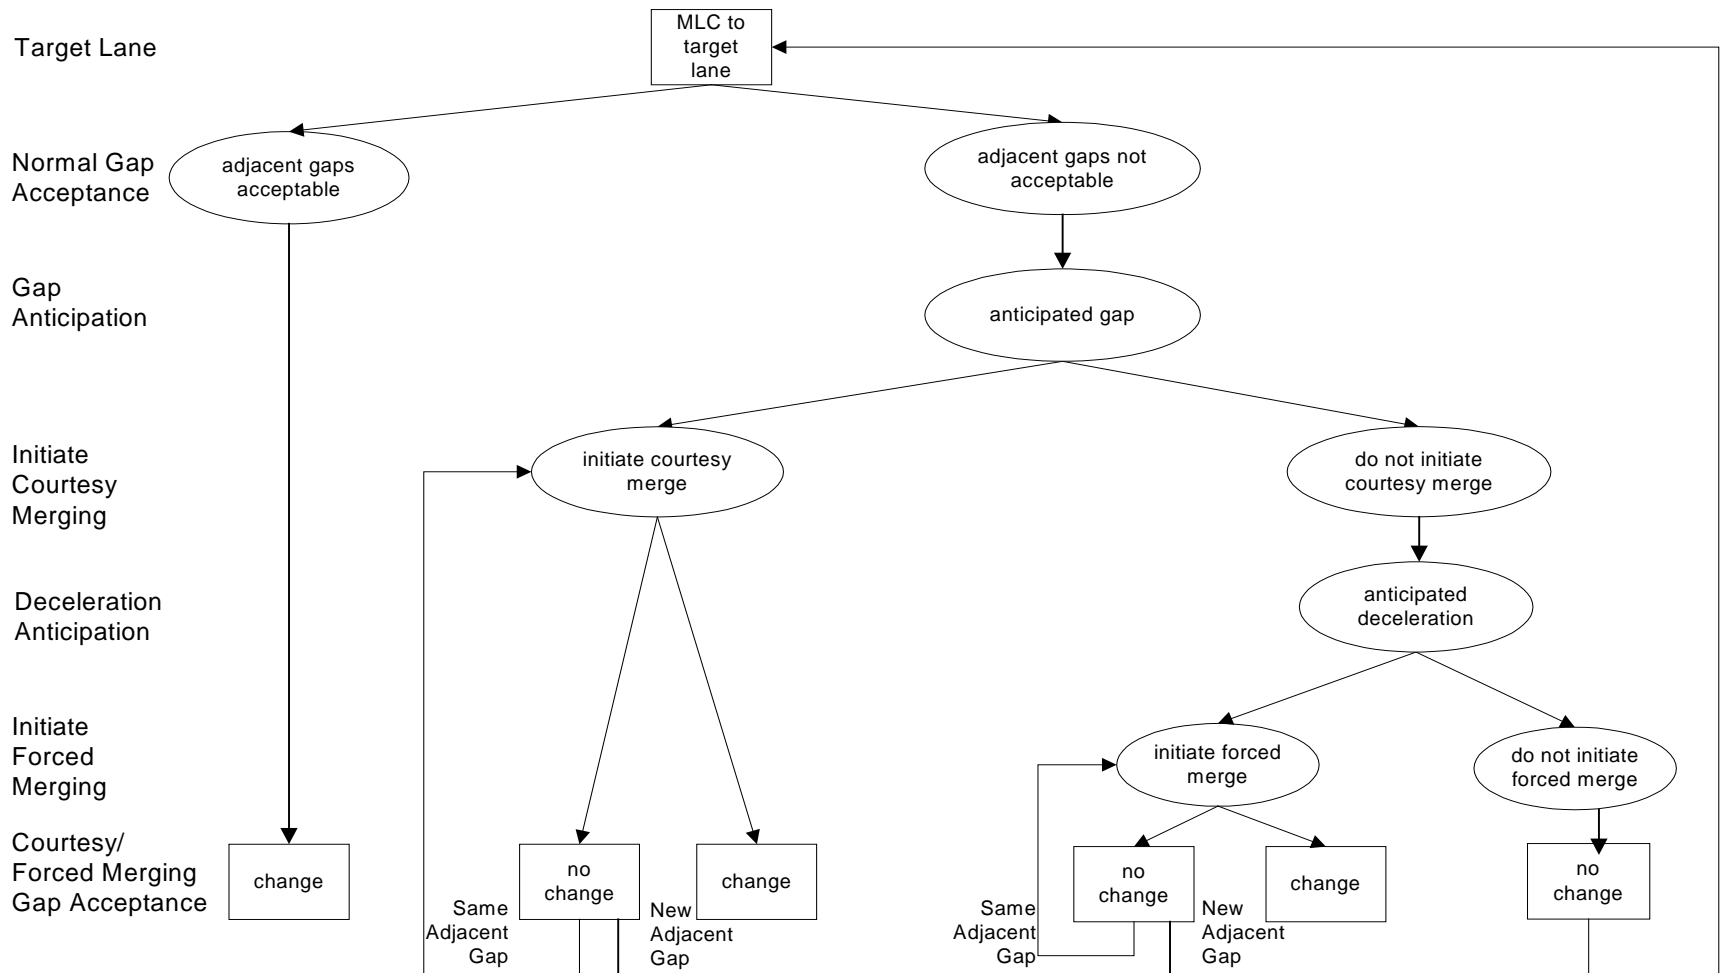 Target Lane
MLC to
target
lane
Normal Gap
Acceptance
adjacent gaps
acceptable
adjacent gaps not
acceptable
Gap
Anticipation
anticipated gap
Initiate
Courtesy
Merging
initiate courtesy
merge
do not initiate
courtesy merge
Deceleration
Anticipation
anticipated
deceleration
Initiate
Forced
Merging
initiate forced
merge
do not initiate
forced merge
Courtesy/
Forced Merging
Gap Acceptance
change
no
change
change
no
change
change
no
change
Same
Adjacent
Gap
New
Adjacent
Gap
Same
Adjacent
Gap
New
Adjacent
Gap